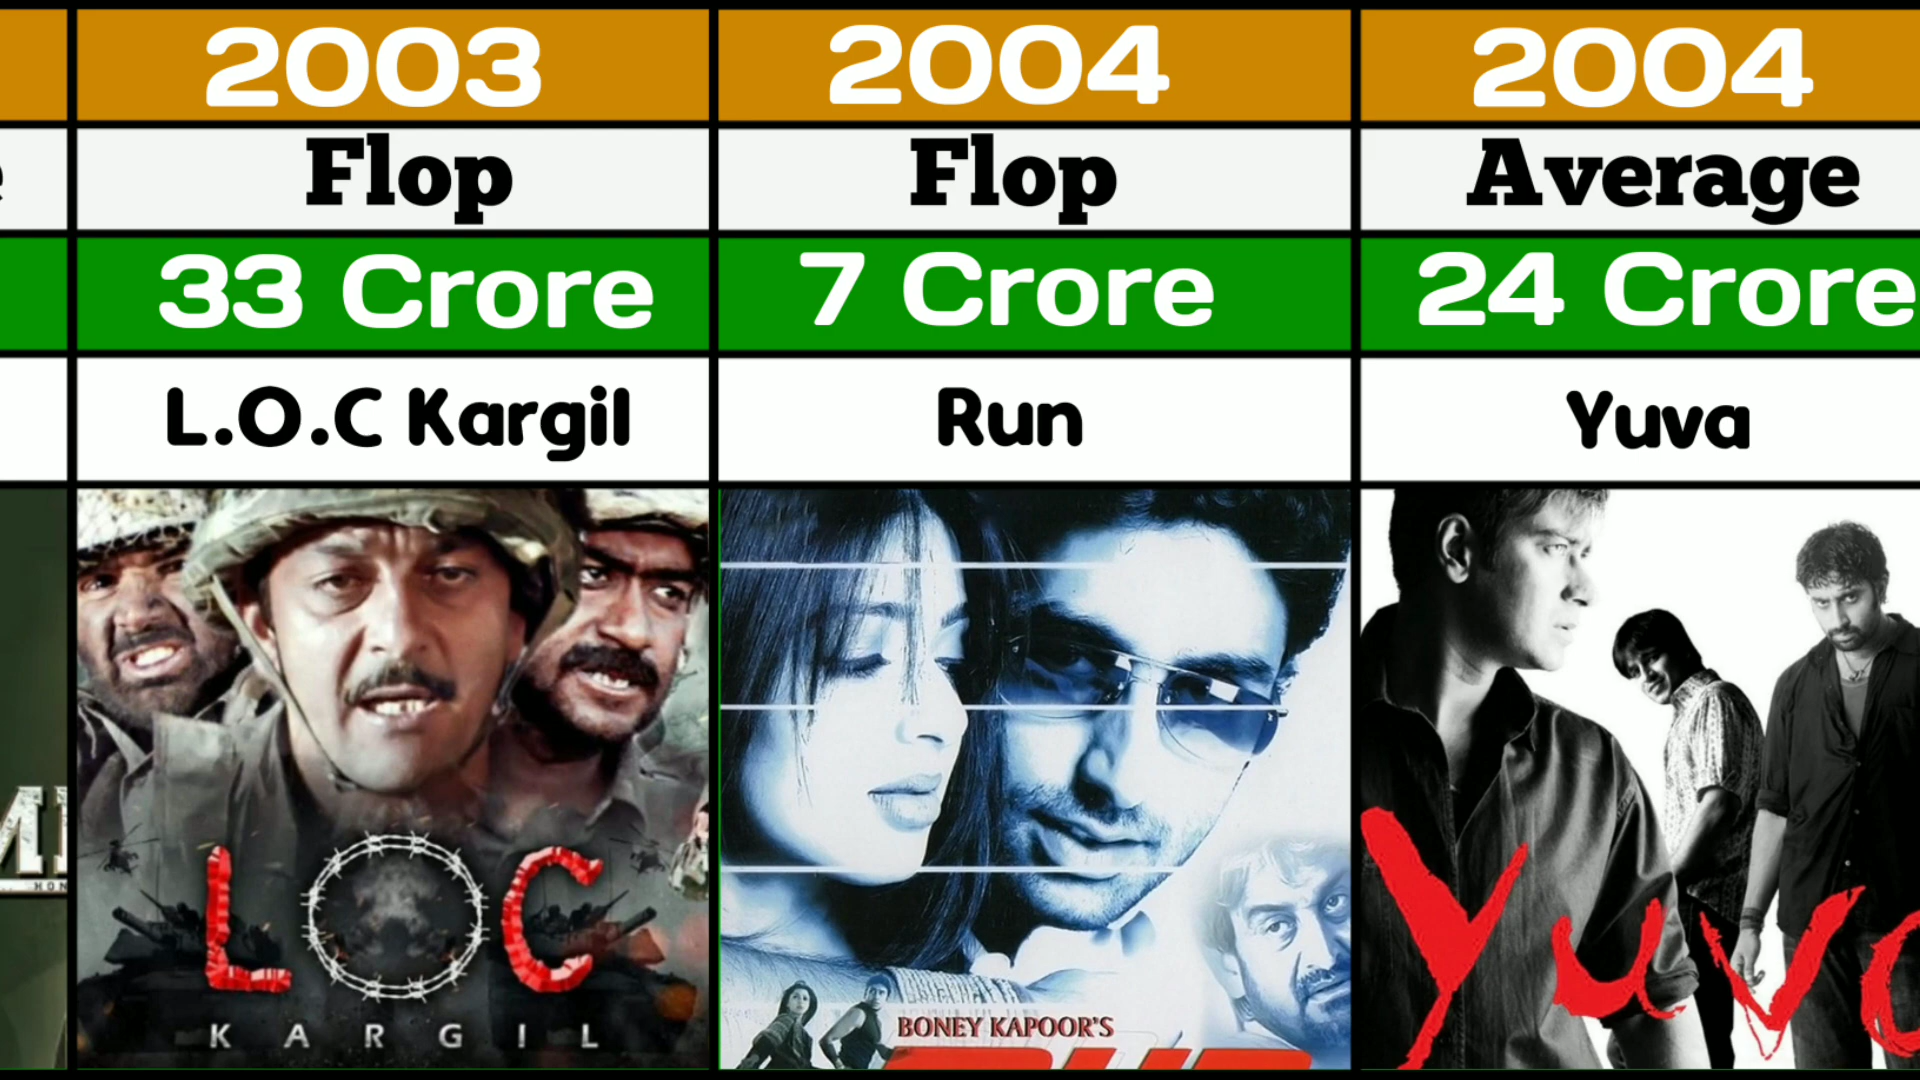 2003
2004
2004
Flop
Flop
Average
33 Crore
7 Crore
24 Crore
L.O.C Kargil
Run
Yuva
LOC
KARGIL
BONEY KAPOOR'S
Yuva